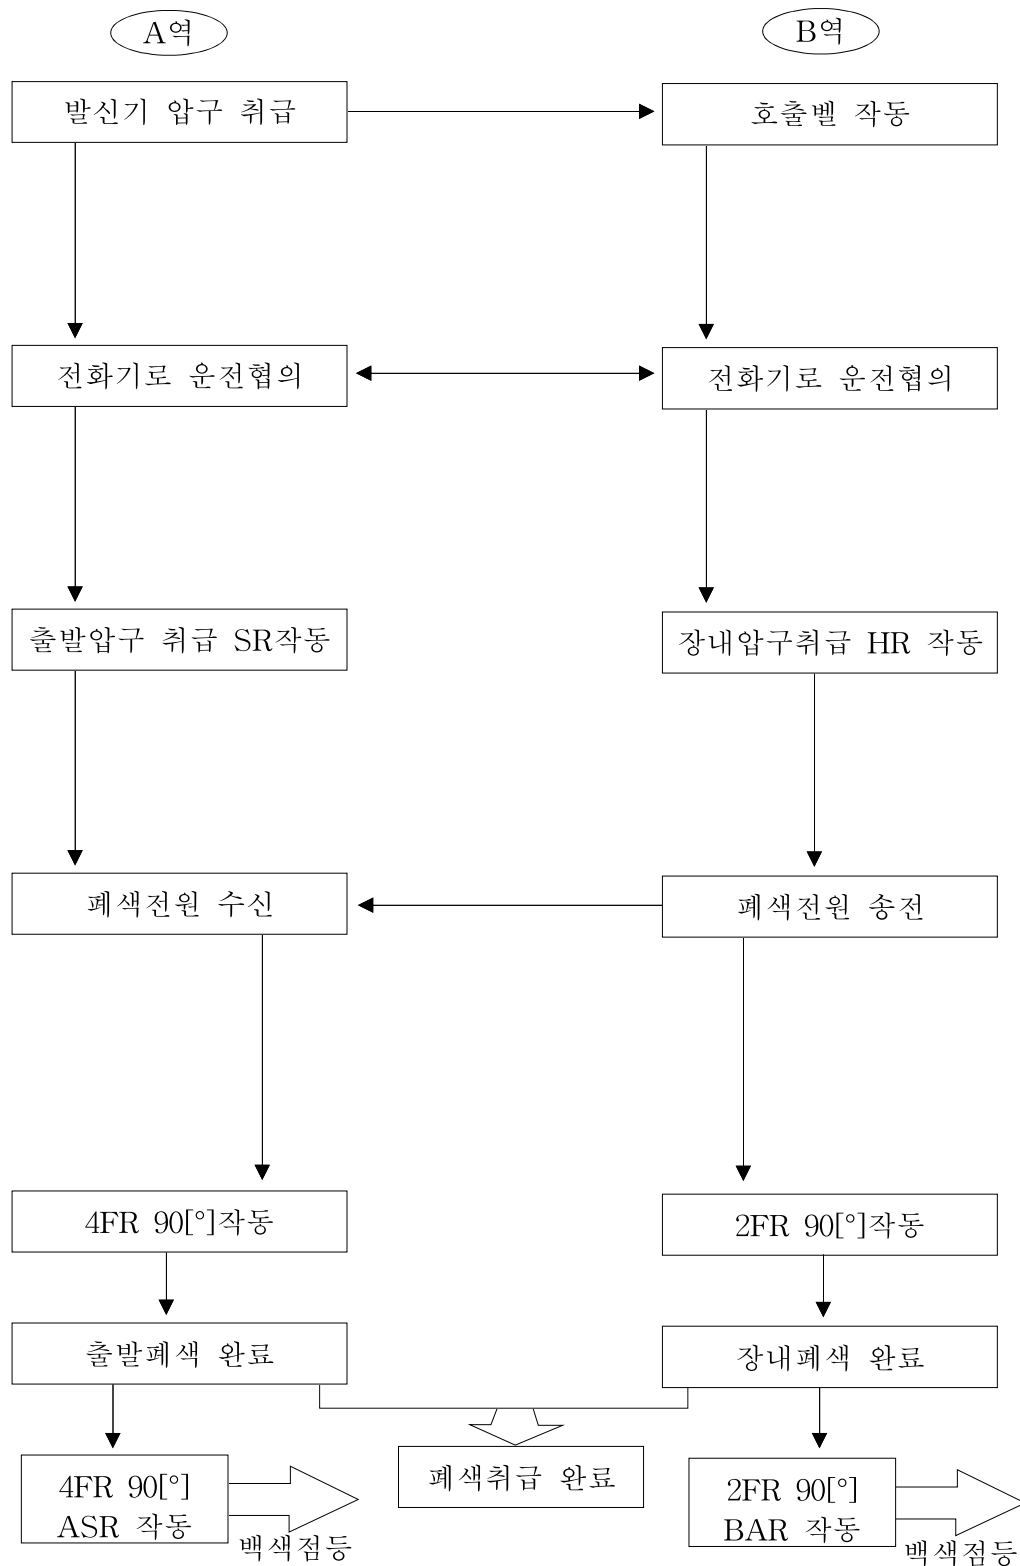 A역
B역
발신기 압구 취급
호출벨 작동
전화기로 운전협의
전화기로 운전협의
출발압구 취급 SR작동
장내압구취급 HR 작동
폐색전원 수신
폐색전원 송전
4FR 90[°]작동
2FR 90[°]작동
출발폐색 완료
장내폐색 완료
폐색취급 완료
4FR 90[°]
ASR 작동
백색점등
2FR 90[°]
BAR 작동
백색점등